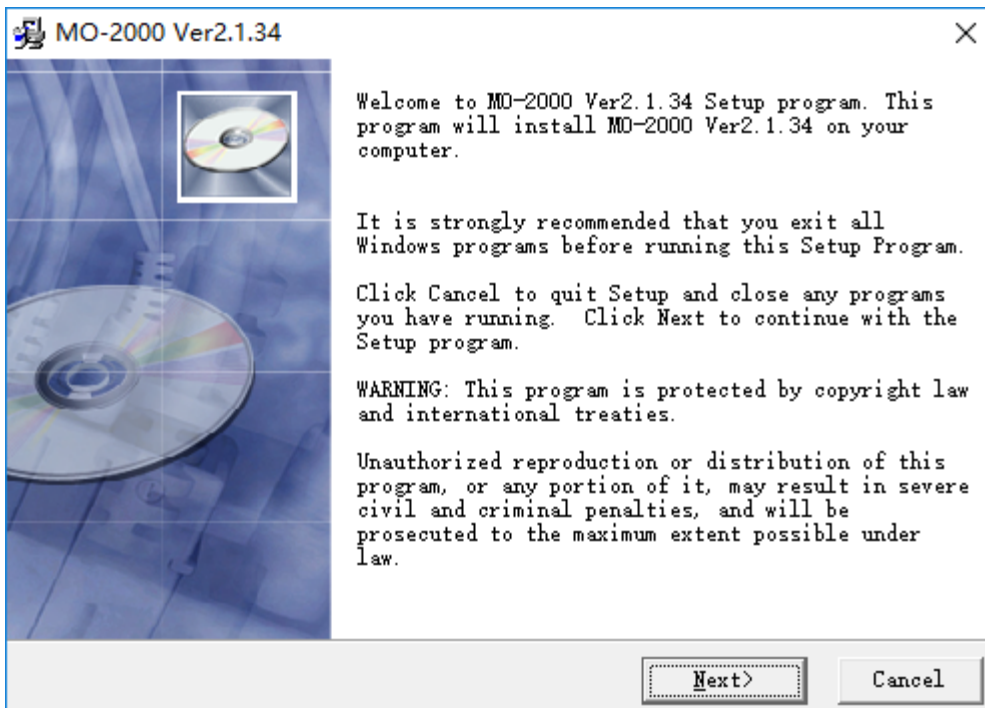 MO-2000 Ver2.1.34
Welcome to MO-2000 Ver2.1.34 Setup program. This
program will install MO-2000 Ver2.1.34 on your
computer.
It is strongly recommended that you exit all
Windows programs before running this Setup Program.
Click Cancel to quit Setup and close any programs
you have running.  Click Next to continue with the
Setup program.
WARNING: This program is protected by copyright law
and international treaties.
Unauthorized reproduction or distribution of this
program, or any portion of it, may result in severe
civil and criminal penalties, and will be
prosecuted to the maximum extent possible under
law.
Next>
Cancel